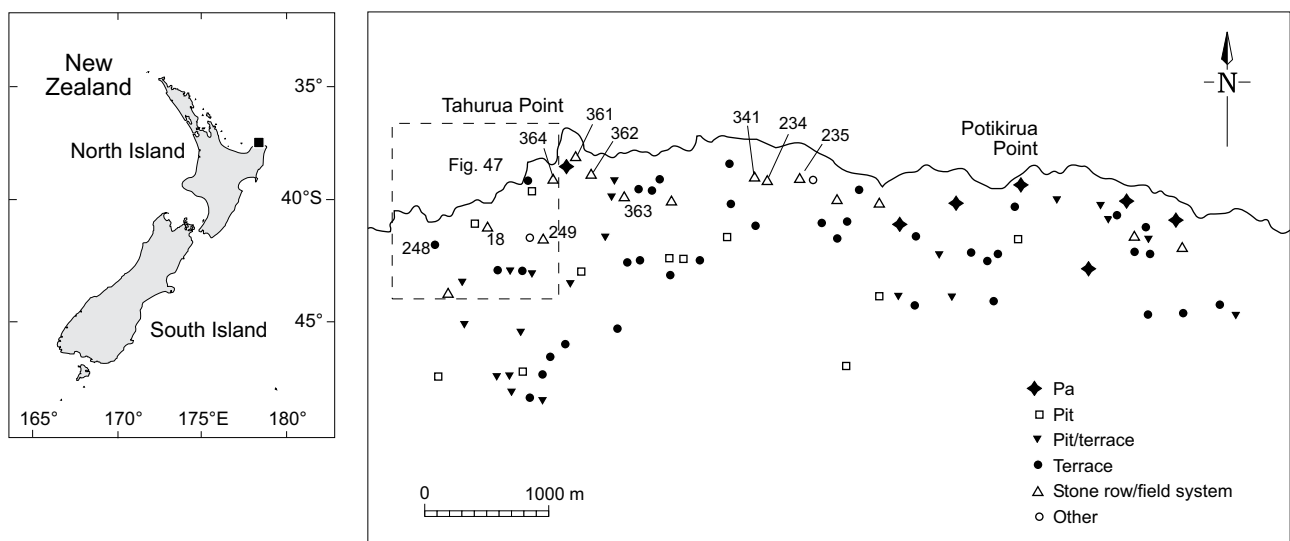 New
Zealand
North Island
South Island
35°
40°S
45°
165°
170°
175°E
180°
Tahurua Point
361
364
362
341
234
235
Potikirua
Point
N
Fig. 47
363
248
18
249
0
1000 m
Pa
Pit
Pit/terrace
Terrace
Stone row/field system
Other